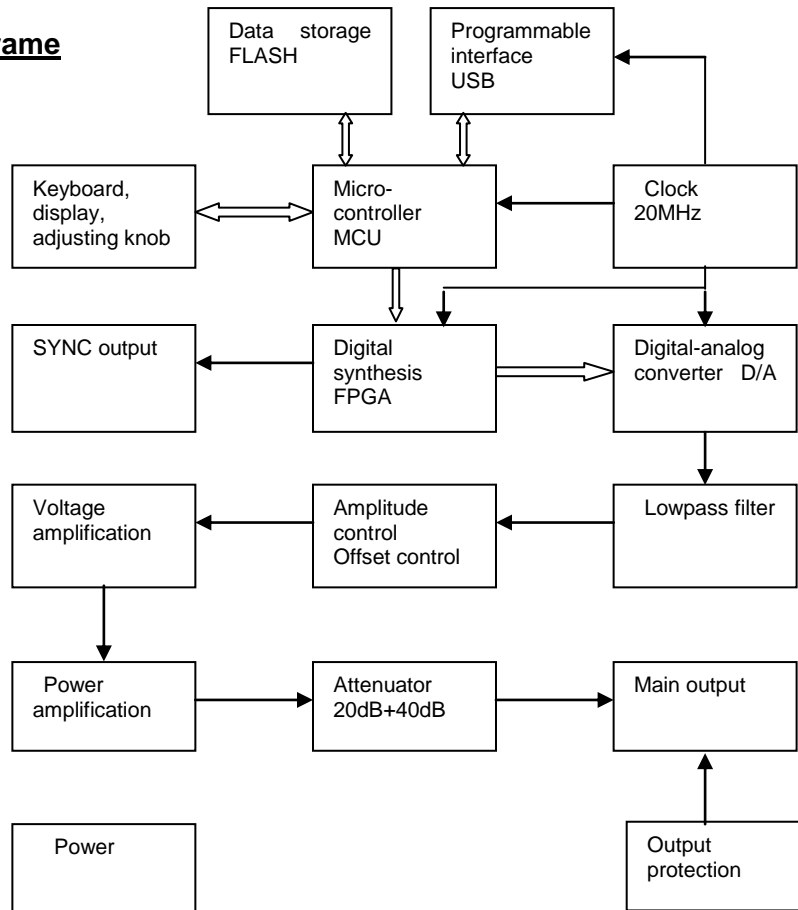 rame
Data storage
FLASH
Programmable
interface
USB
Keyboard,
display,
adjusting knob
Micro-
controller
MCU
Clock
20MHz
SYNC output
Digital
synthesis
FPGA
Digital-analog
converter D/A
Voltage
amplification
Amplitude
control
Offset control
Lowpass filter
Power
amplification
Attenuator
20dB+40dB
Main output
Power
Output
protection